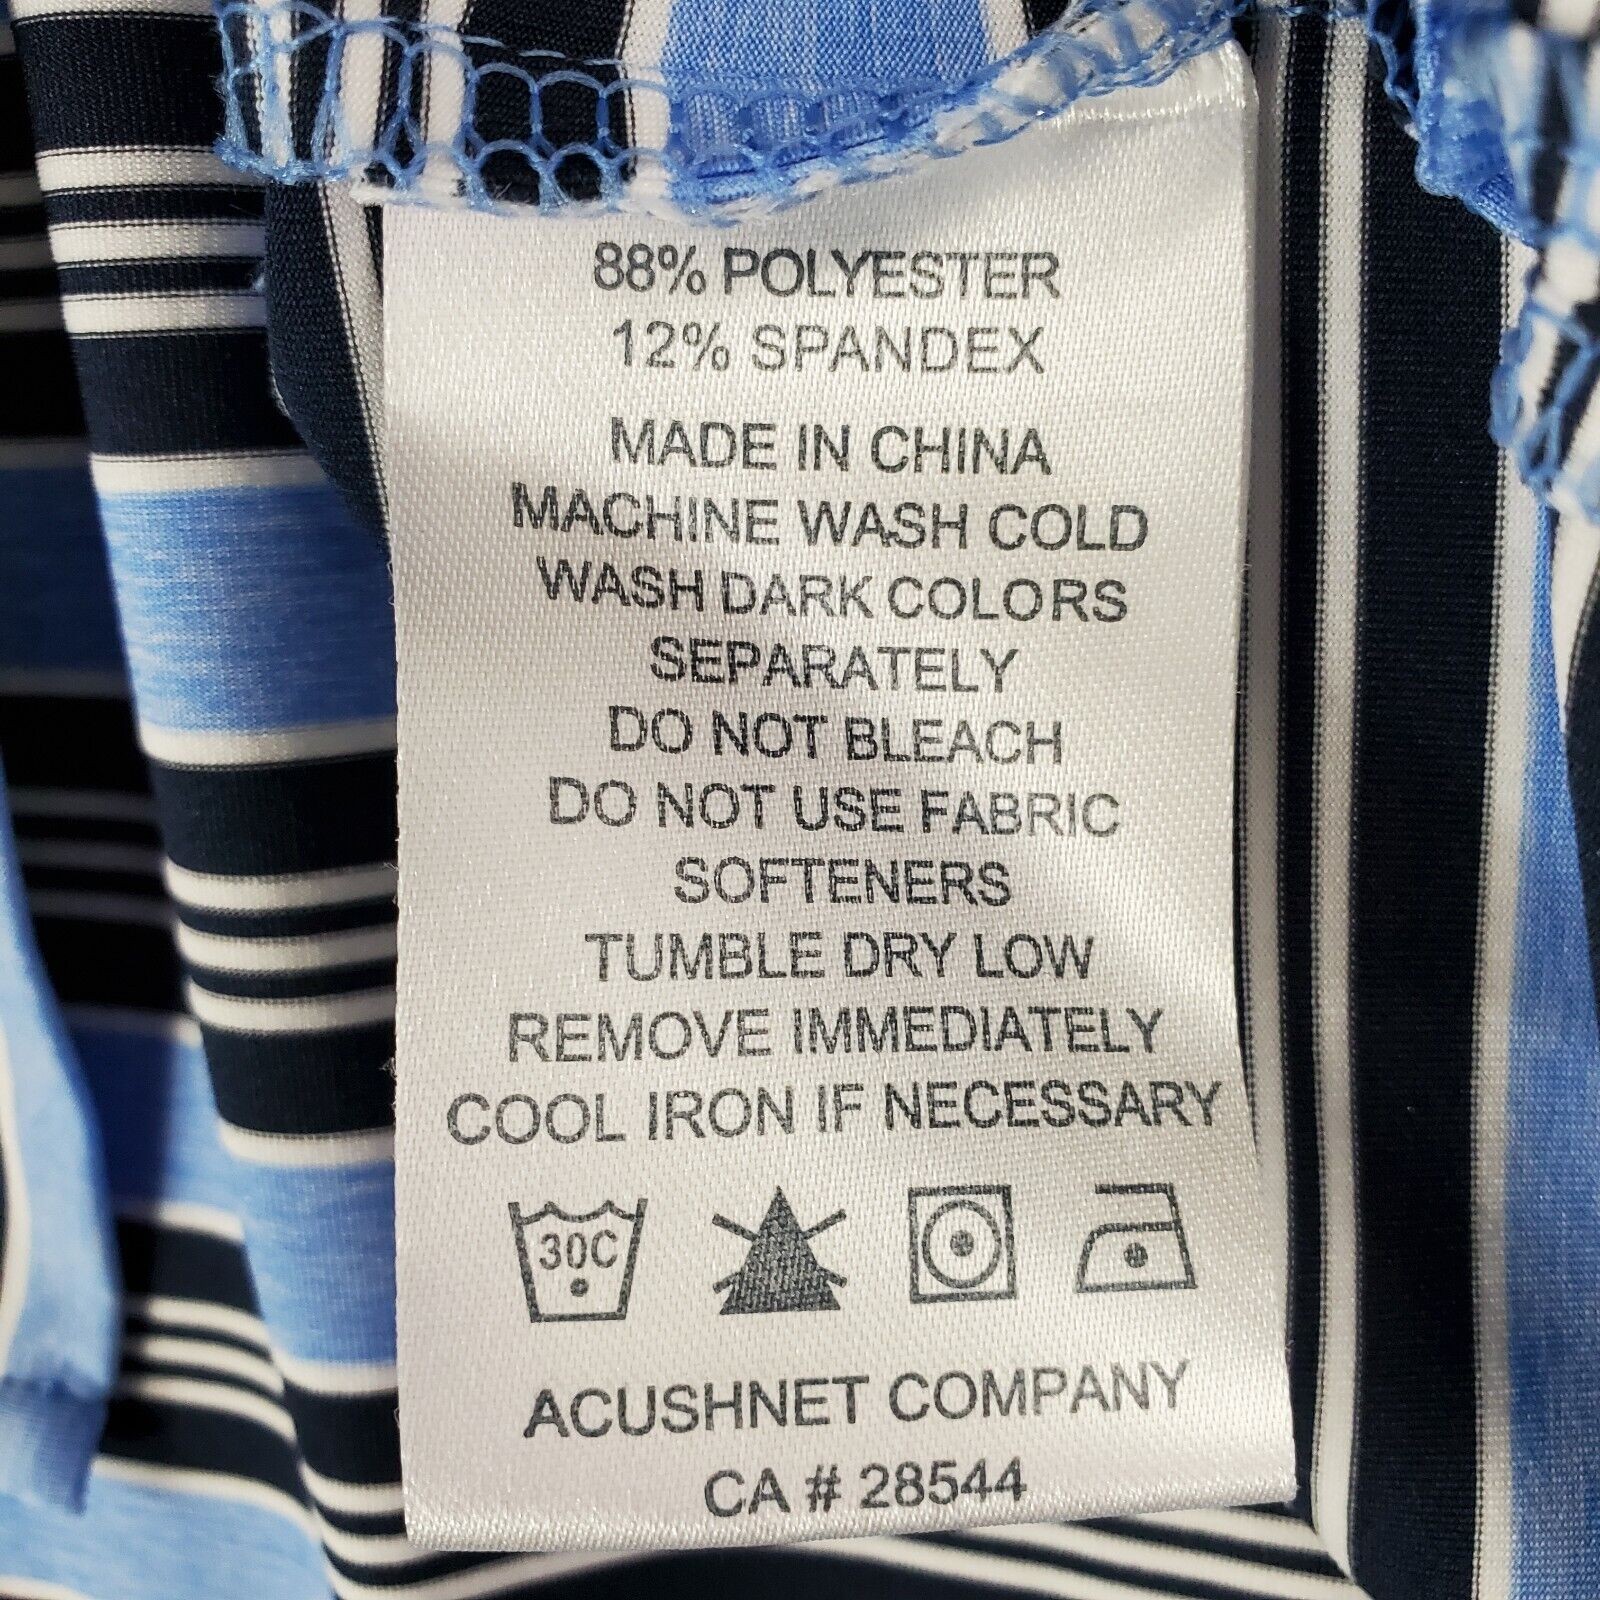 88% POLYESTER
12% SPANDEX
MADE IN CHINA
MACHINE WASH COLD
WASH DARK COLORS
SEPARATELY
DO NOT BLEACH
DO NOT USE FABRIC
SOFTENERS
TUMBLE DRY LOW
REMOVE IMMEDIATELY
COOL IRON IF NECESSARY
30C
ACUSHNET COMPANY
CA # 28544